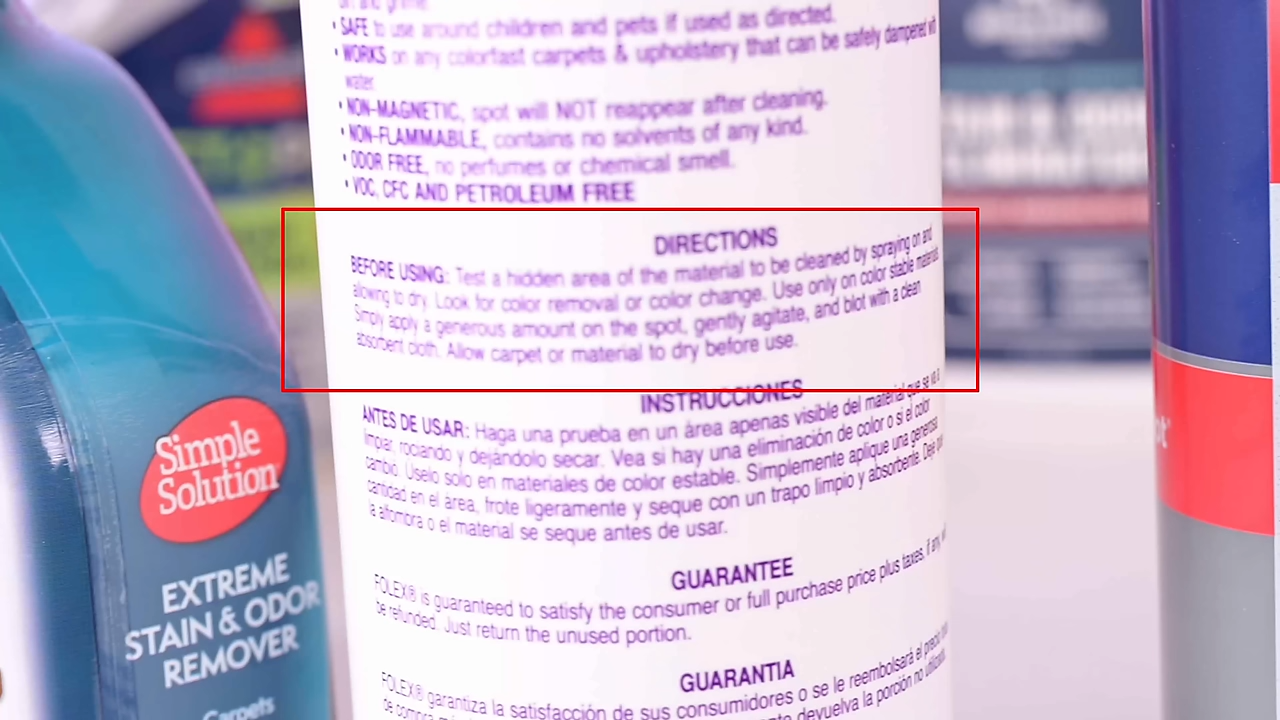 • SAFE to use around children and pets if used as directed.
• WORKS on any colorfast carpets & upholstery that can be safely dampered with
water.
• NON-MAGNETIC, spot will NOT reappear after cleaning.
• NON-FLAMMABLE, contains no solvents of any kind.
• ODOR FREE, no perfumes or chemical smell.
• VOC, CFC AND PETROLEUM FREE
DIRECTIONS
BEFORE USING: Test a hidden area of the material to be cleaned by spraying on and
allowing to dry. Look for color removal or color change. Use only on color stable materials.
Simply apply a generous amount on the spot, gently agitate, and blot with a clean
absorbent cloth. Allow carpet or material to dry before use.
INSTRUCCIONES
ANTES DE USAR: Haga una prueba en un área apenas visible del material que se va a
limpiar, rociando y dejándolo secar. Vea si hay una eliminación de color o si el color
cambió. Úselo solo en materiales de color estable. Simplemente aplique una generosa
cantidad en el área, frote ligeramente y seque con un trapo limpio y absorbente. Deje que
la alfombra o el material se seque antes de usar.
GUARANTEE
FOLEX® is guaranteed to satisfy the consumer or full purchase price plus taxes, if any, will
be refunded. Just return the unused portion.
GUARANTIA
FOLEX® garantiza la satisfacción de sus consumidores o se le reembolsará el precio
de compra devuelva la porción no utilizada.
Simple
Solution
EXTREME
STAIN & ODOR
REMOVER
Carpets